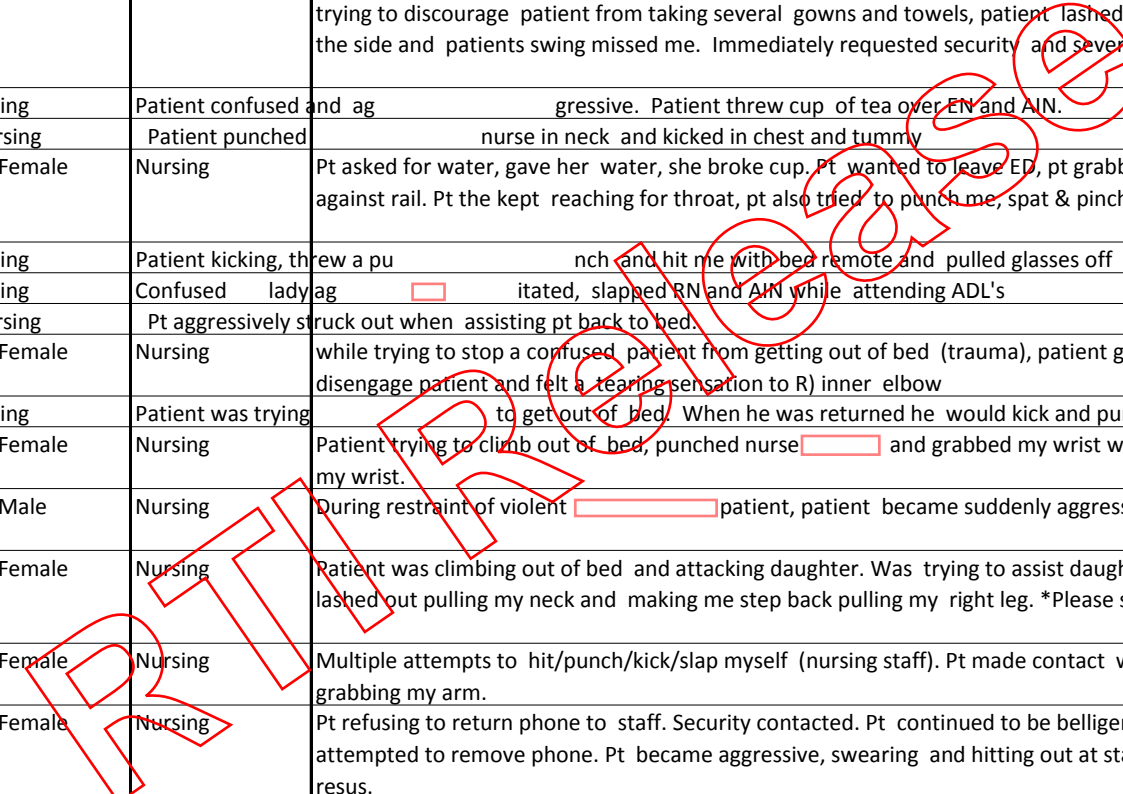 trying to discourage patient from taking several gowns and towels, patient lashed
the side and patients swing missed me. Immediately requested security and sever
ing Patient confused and ag gressive. Patient threw cup of tea over EN and AIN.
rsing Patient punched nurse in neck and kicked in chest and tummy
Female Nursing Pt asked for water, gave her water, she broke cup. Pt wanted to leave ED, pt grabb
against rail. Pt the kept reaching for throat, pt also tried to punch me, spat & pinch
ing Patient kicking, threw a pu nch and hit me with bed remote and pulled glasses off
ing Confused lady ag itated, slapped RN and AIN while attending ADL's
rsing Pt aggressively struck out when assisting pt back to bed.
Female Nursing while trying to stop a confused patient from getting out of bed (trauma), patient g
disengage patient and felt a tearing sensation to R) inner elbow
ing Patient was trying to get out of bed. When he was returned he would kick and pu
Female Nursing Patient trying to climb out of bed, punched nurse and grabbed my wrist w
my wrist.
Male Nursing During restraint of violent patient, patient became suddenly aggress
Female Nursing Patient was climbing out of bed and attacking daughter. Was trying to assist daugh
lashed out pulling my neck and making me step back pulling my right leg. *Please s
Female Nursing Multiple attempts to hit/punch/kick/slap myself (nursing staff). Pt made contact w
grabbing my arm.
Female Nursing Pt refusing to return phone to staff. Security contacted. Pt continued to be belliger
attempted to remove phone. Pt became aggressive, swearing and hitting out at sta
resus.
RTI Release